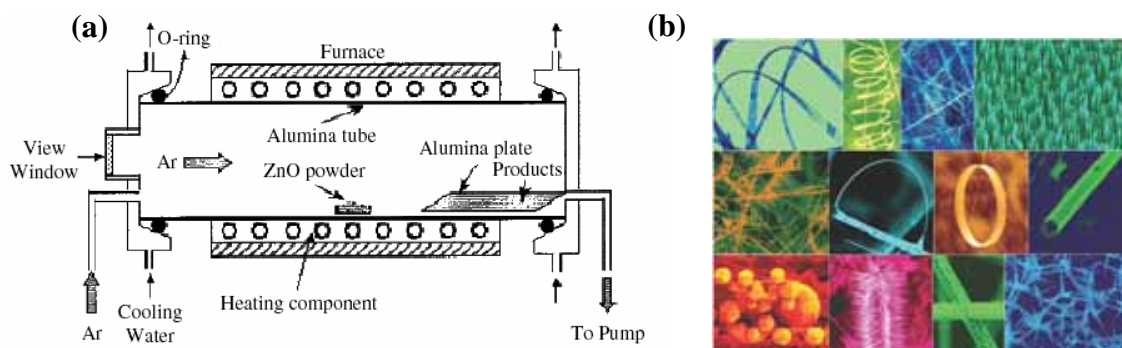 (a)
O-ring
Furnace
(b)
Alumina tube
View
Window
Ar
ZnO powder
Alumina plate
Products
Heating component
Cooling
Water
Ar
To Pump